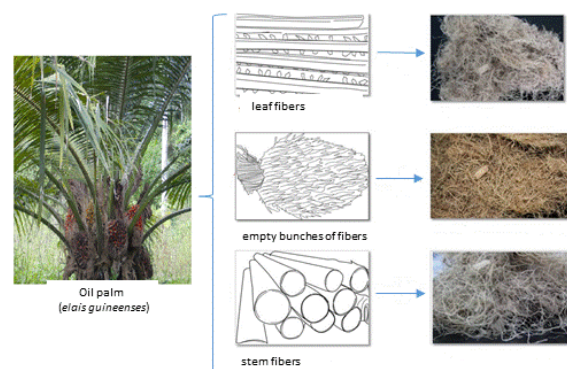 leaf fibers
empty bunches of fibers
Oil palm
(elais guineenses)
stem fibers